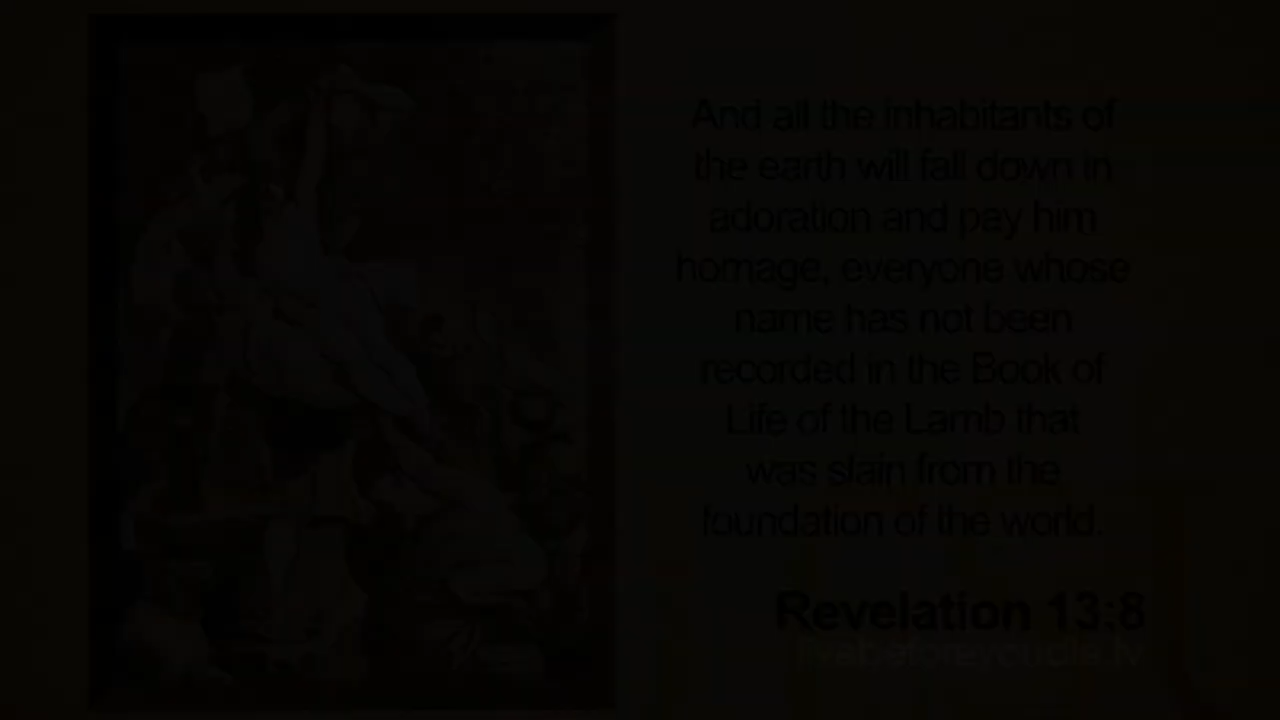 And all the inhabitants of
the earth will fall down in
adoration and pay him
homage, everyone whose
name has not been
recorded in the Book of
Life of the Lamb that
was slain from the
foundation of the world.
Revelation 13:8